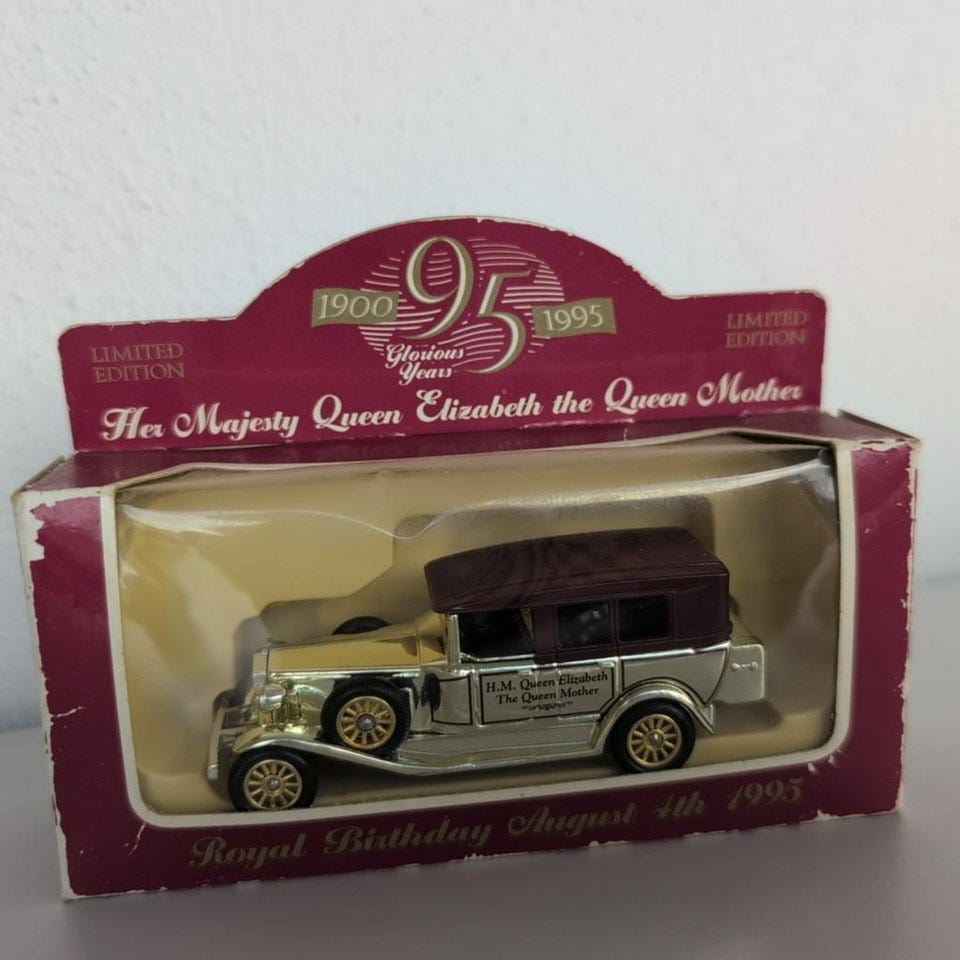 95
1900
1995
Glorious
Years
LIMITED
EDITION
LIMITED
EDITION
Her Majesty Queen Elizabeth the Queen Mother
H.M. Queen Elizabeth
The Queen Mother
Royal Birthday August 4th 1995